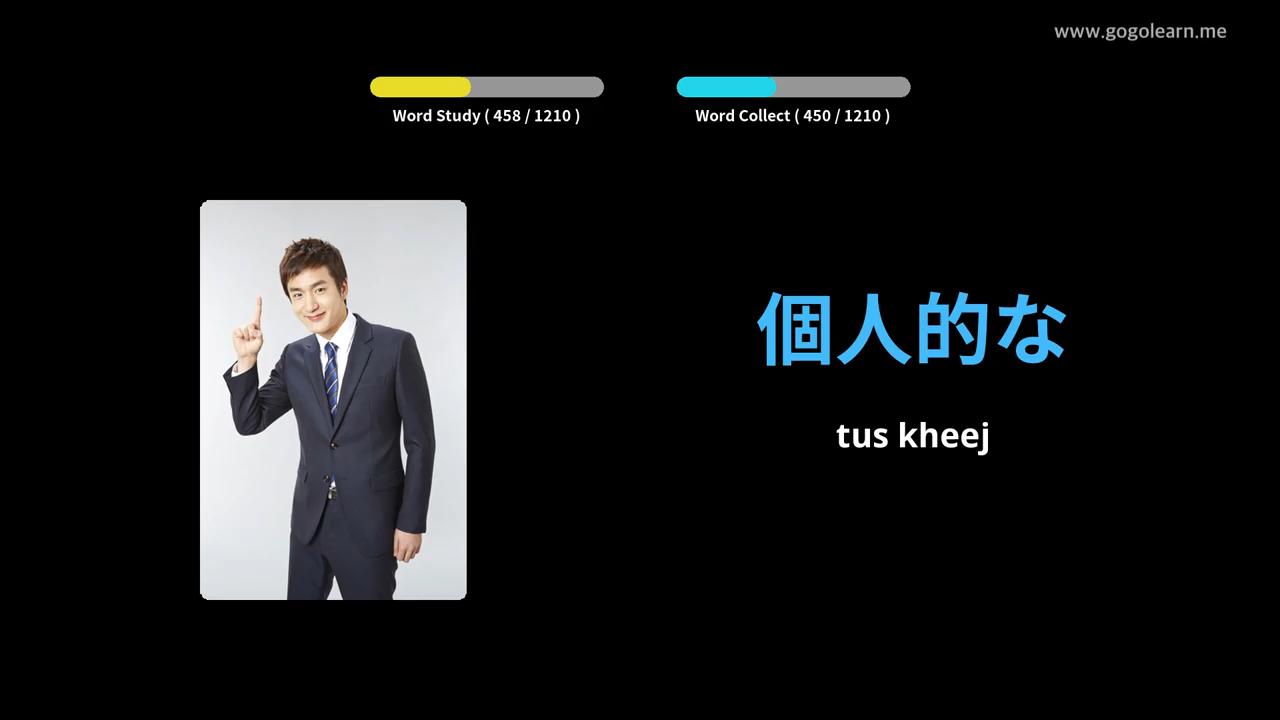 www.gogolearn.me
Word Study ( 458 / 1210 )
Word Collect ( 450 / 1210 )
個人的な
tus kheej